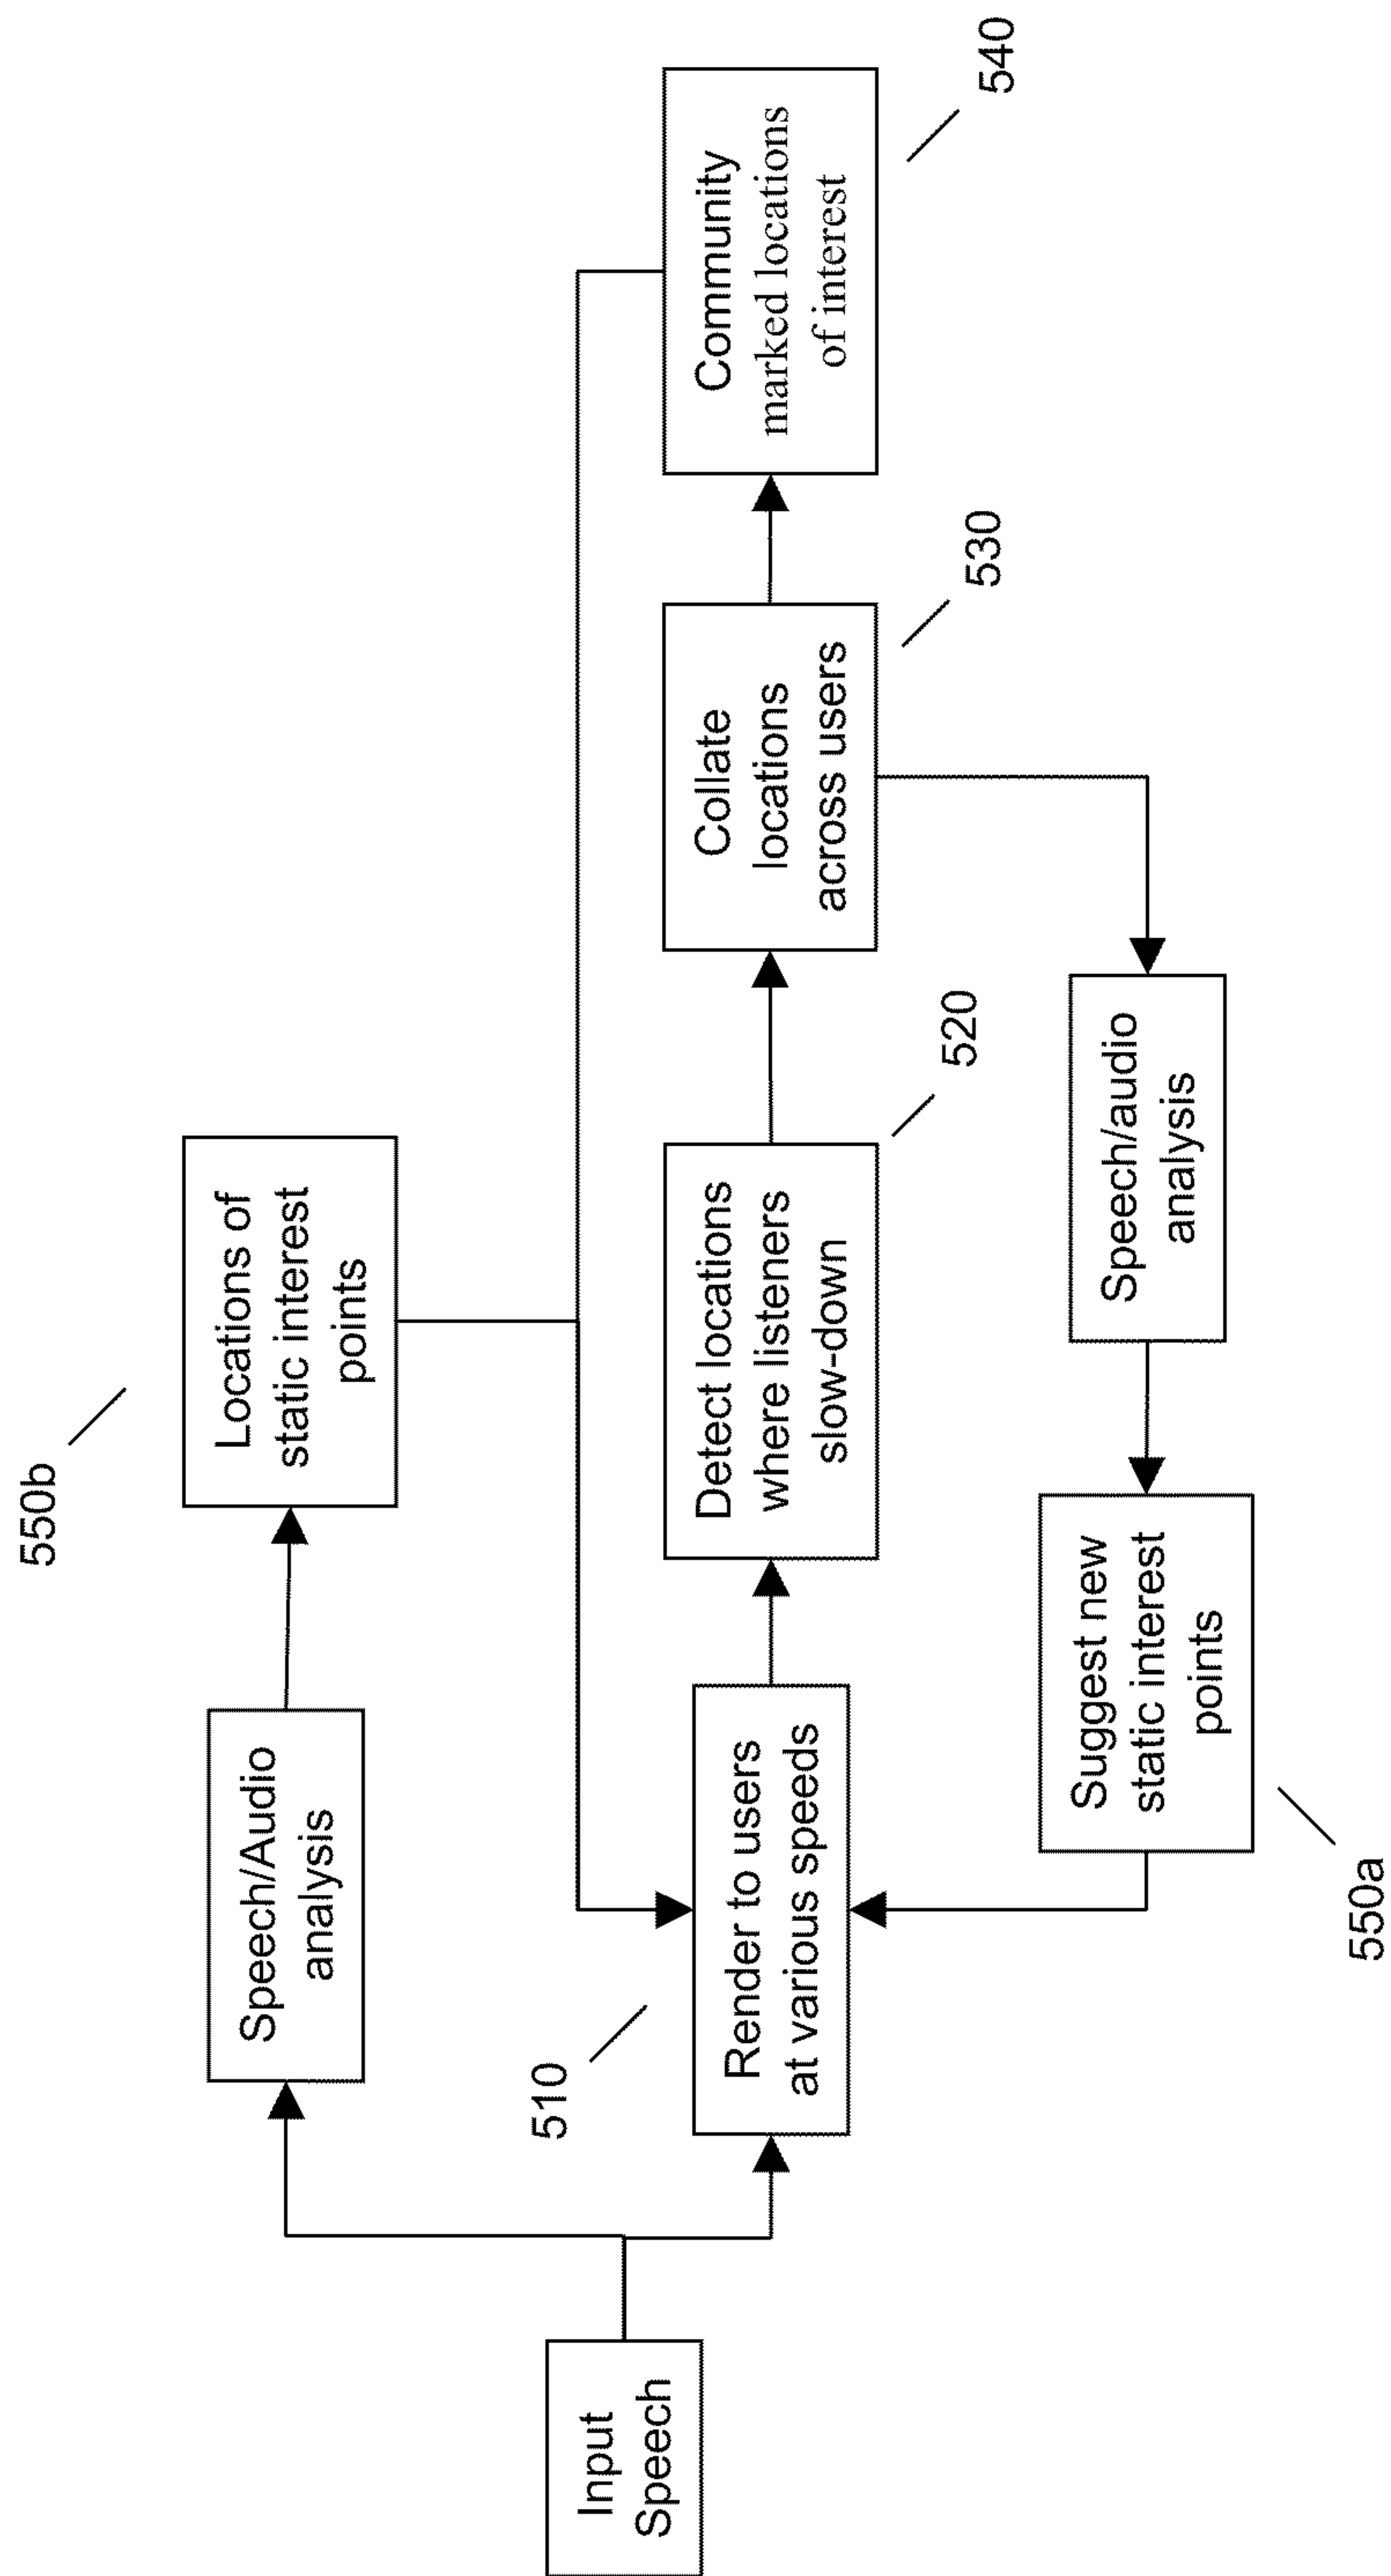 550b
Speech/Audio
analysis
Locations of
static interest
points
Input
Speech
510
Render to users
at various speeds
Detect locations
where listeners
slow-down
520
Collate
locations
across users
530
Community
marked locations
of interest
540
Suggest new
static interest
points
550a
Speech/audio
analysis